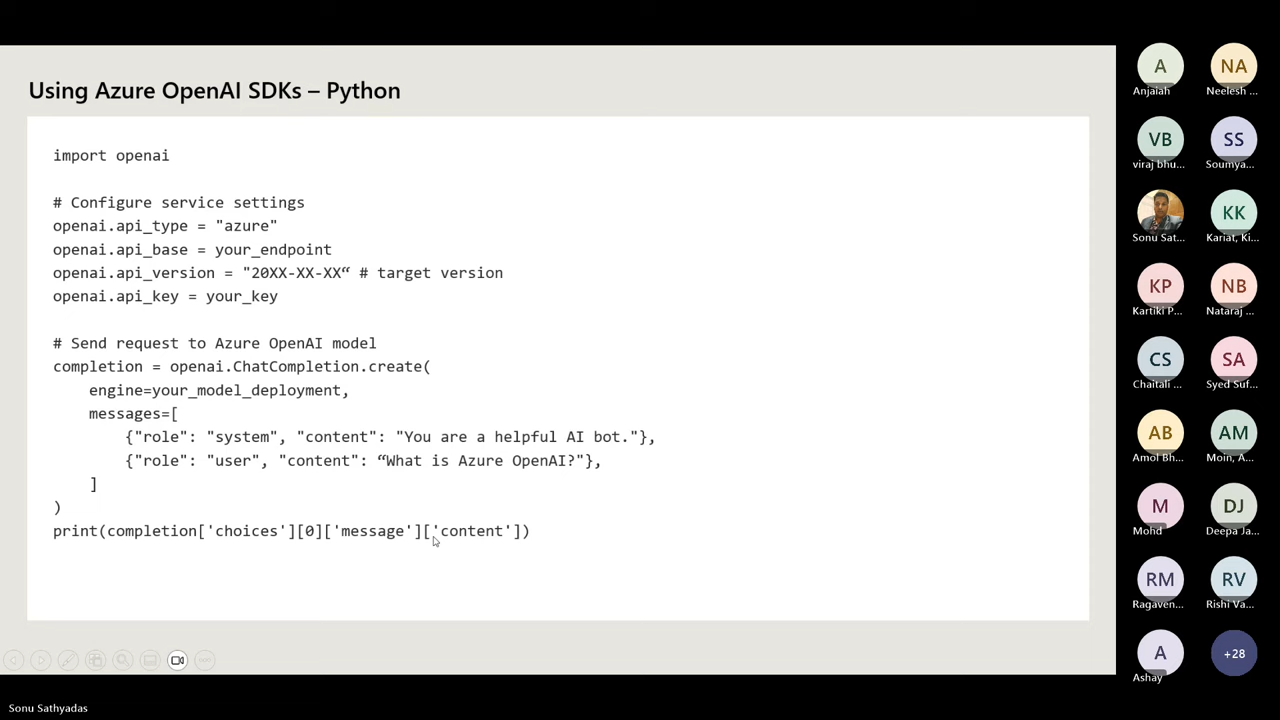 Using Azure OpenAI SDKs – Python
import openai
# Configure service settings
openai.api_type = "azure"
openai.api_base = your_endpoint
openai.api_version = "20XX-XX-XX“ # target version
openai.api_key = your_key
# Send request to Azure OpenAI model
completion = openai.ChatCompletion.create(
engine=your_model_deployment,
messages=[
{"role": "system", "content": "You are a helpful AI bot."},
{"role": "user", "content": “What is Azure OpenAI?"},
]
)
print(completion['choices'][0]['message']['content'])
A
Anjaiah
NA
Neelesh ...
VB
viraj bhu...
SS
Soumya...
Sonu Sat...
KK
Kariat, Ki...
KP
Kartiki P...
NB
Nataraj ...
CS
Chaitali ...
SA
Syed Suf...
AB
Amol Bh...
AM
Moin, A...
M
Mohd
DJ
Deepa Ja...
RM
Ragaven...
RV
Rishi Va...
A
Ashay
+28
Sonu Sathyadas